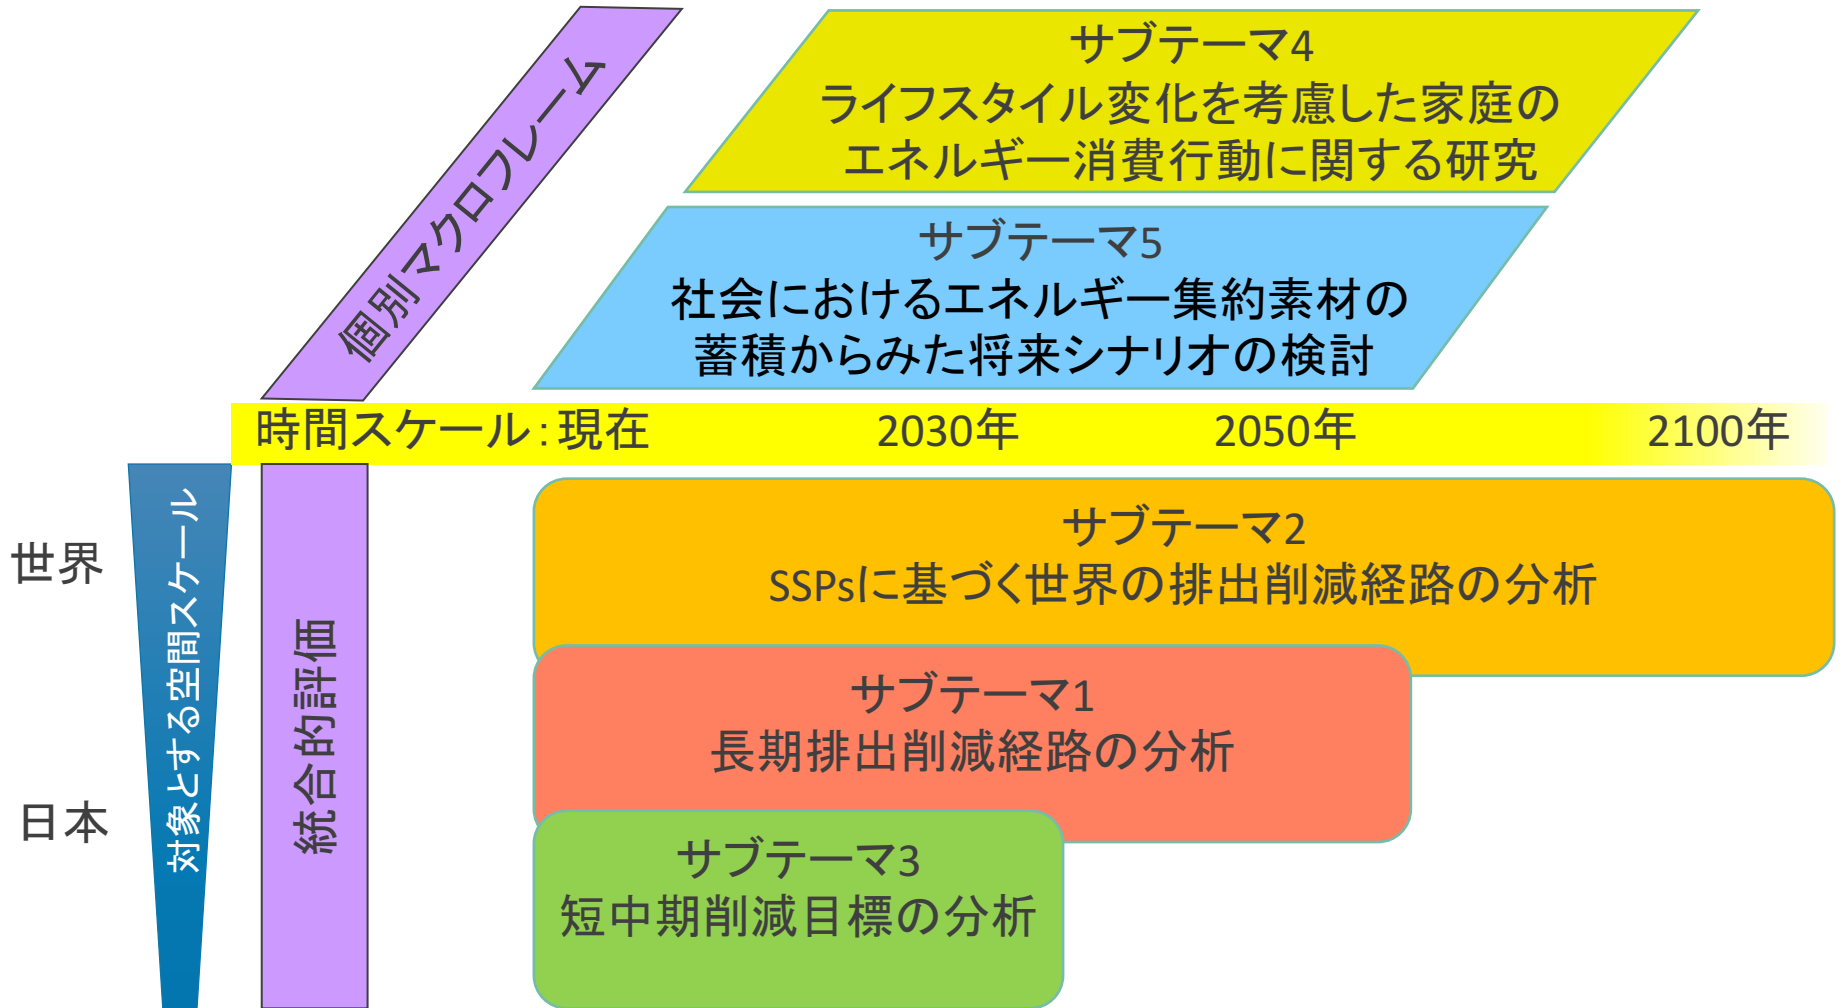 サブテーマ4
ライフスタイル変化を考慮した家庭の
エネルギー消費行動に関する研究
個別マクロフレーム
サブテーマ5
社会におけるエネルギー集約素材の
蓄積からみた将来シナリオの検討
時間スケール：現在 2030年 2050年 2100年
対象とする空間スケール
世界
日本
統合的評価
サブテーマ2
SSPsに基づく世界の排出削減経路の分析
サブテーマ1
長期排出削減経路の分析
サブテーマ3
短中期削減目標の分析